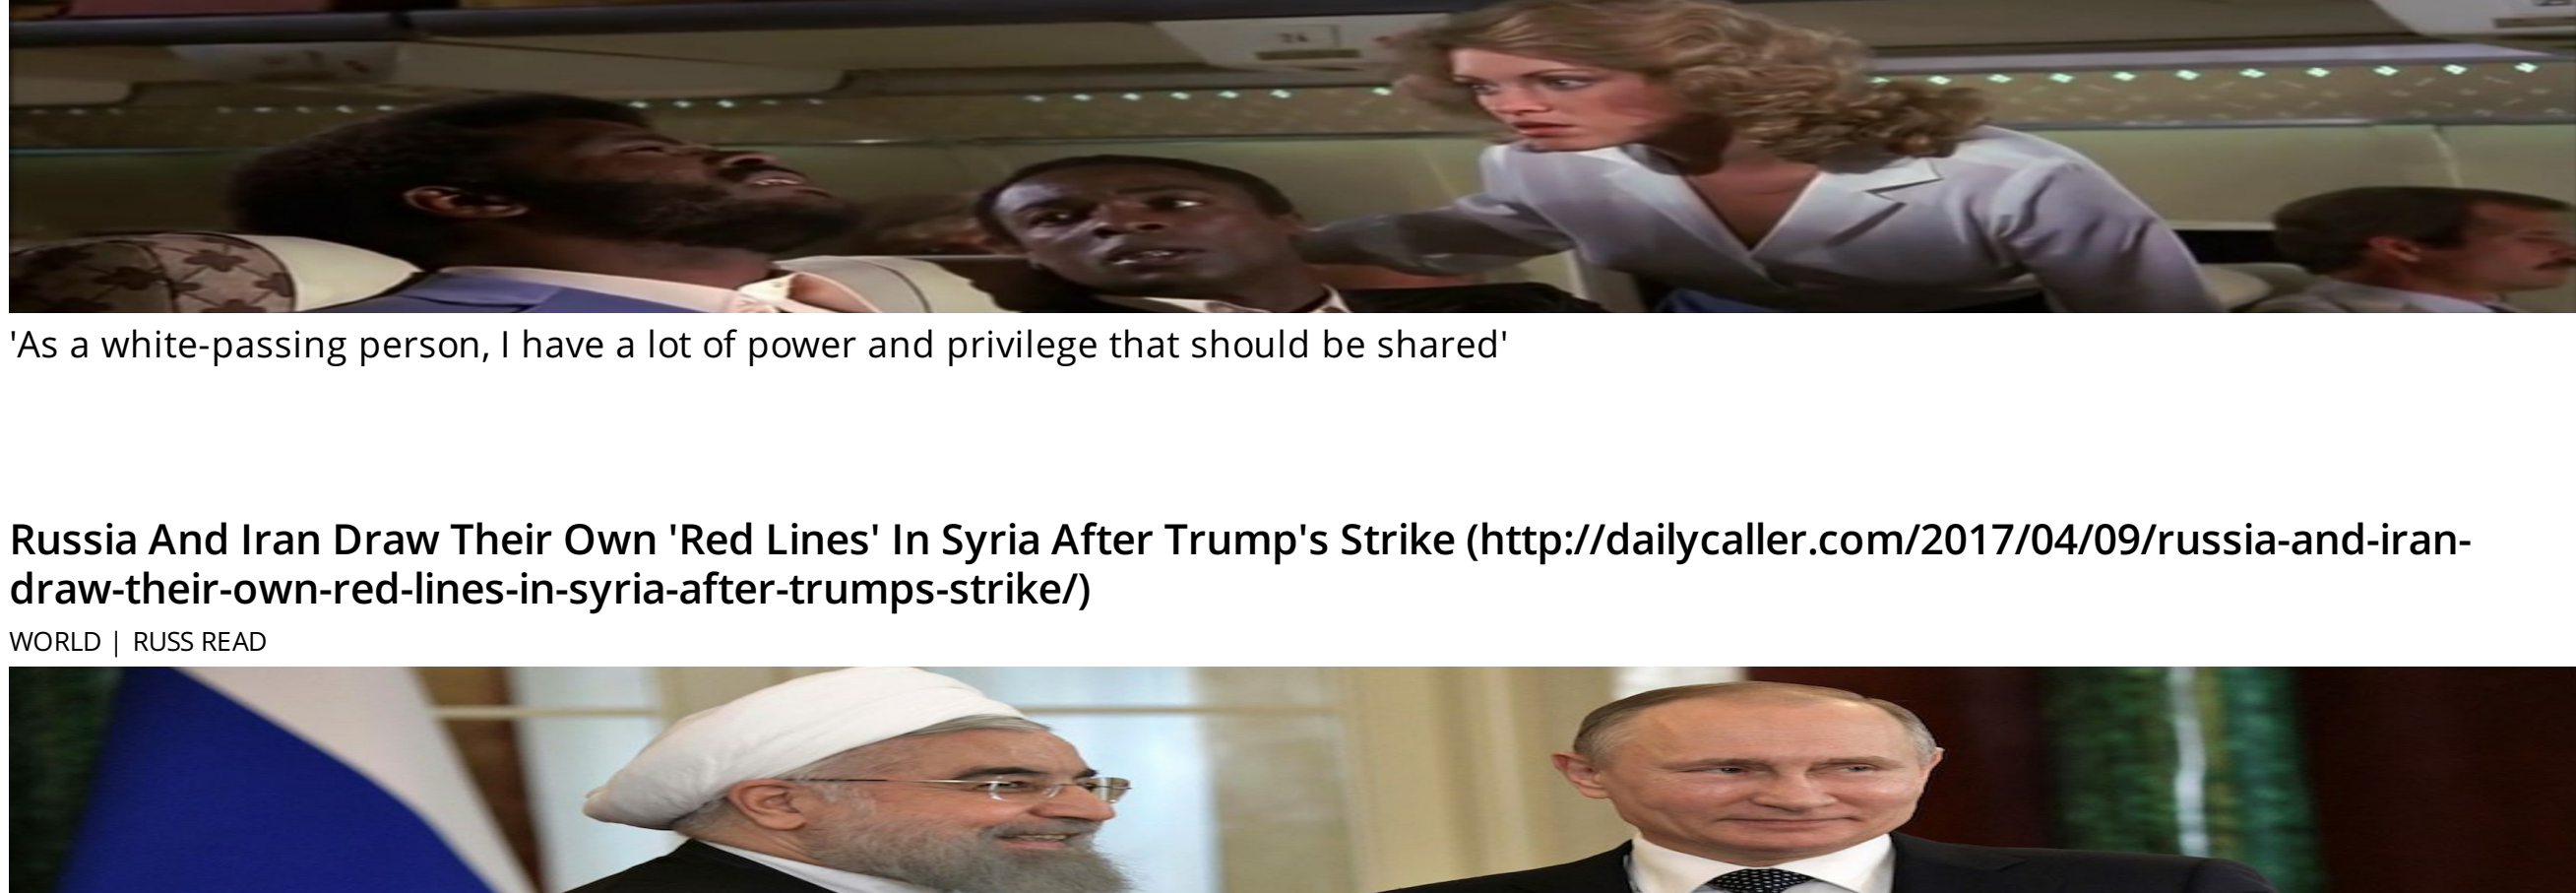 'As a white-passing person, I have a lot of power and privilege that should be shared'
Russia And Iran Draw Their Own 'Red Lines' In Syria After Trump's Strike (http://dailycaller.com/2017/04/09/russia-and-iran-
draw-their-own-red-lines-in-syria-after-trumps-strike/)
WORLD | RUSS READ